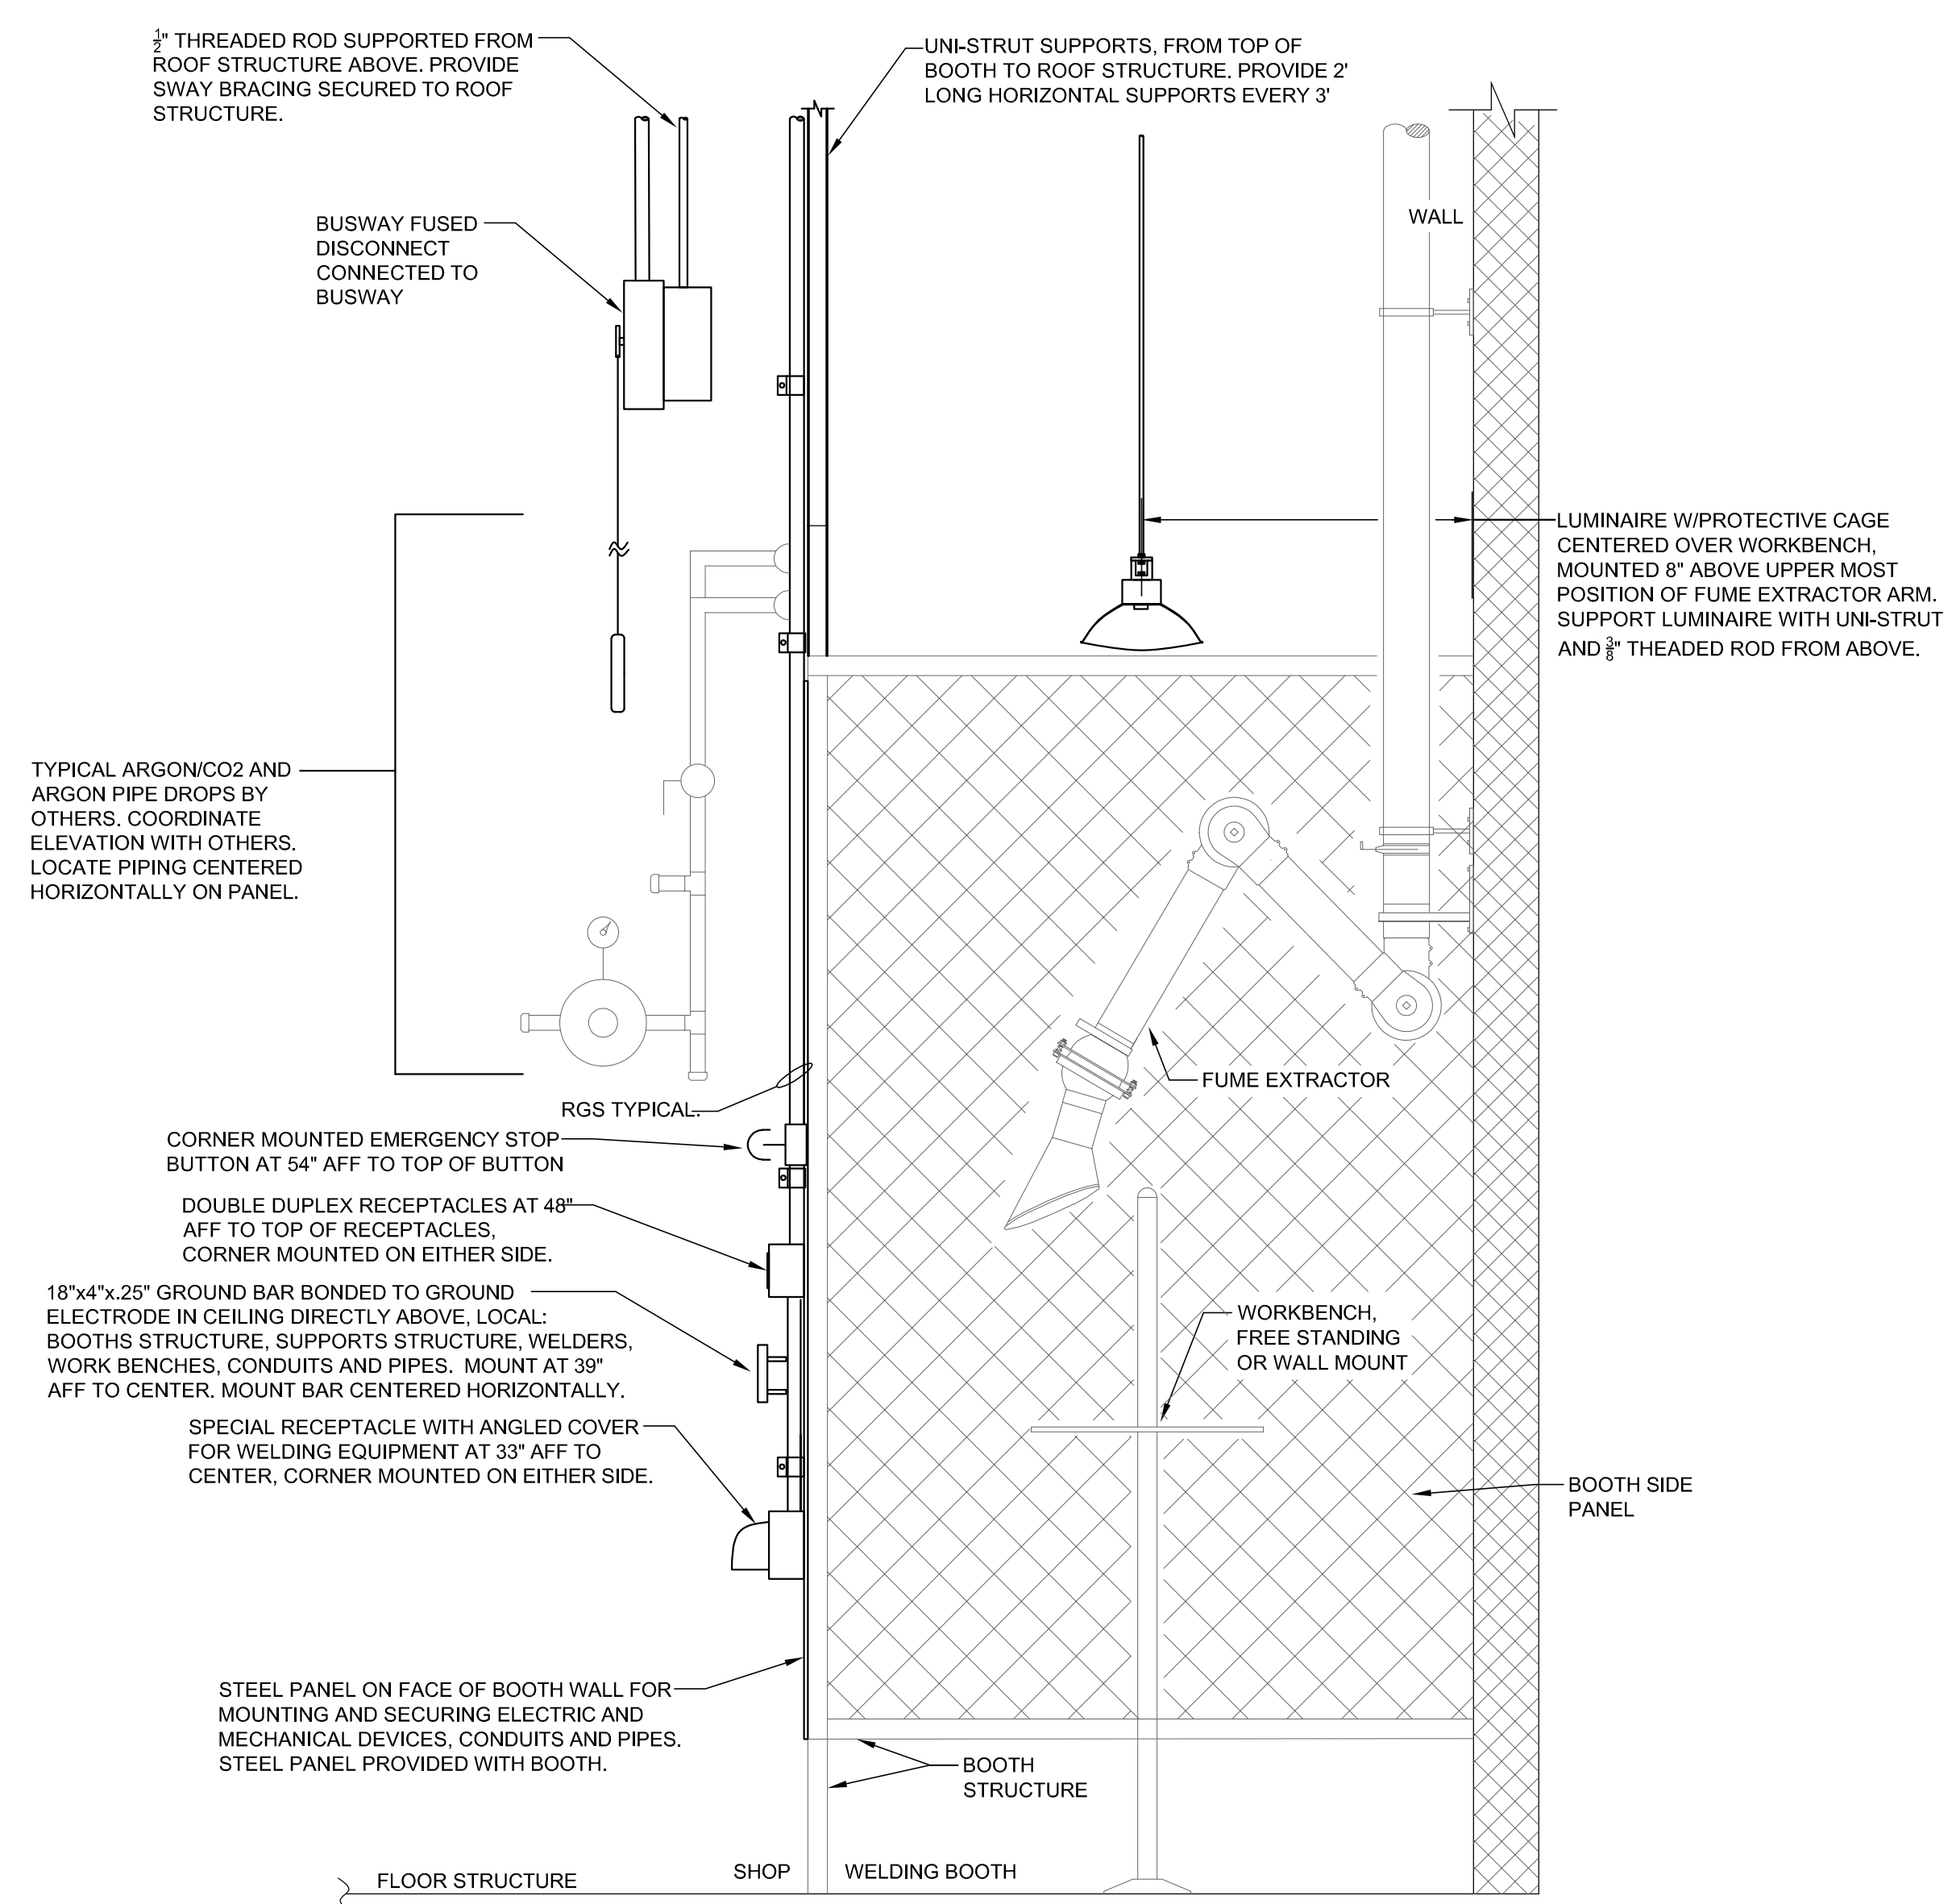 ½" THREADED ROD SUPPORTED FROM
ROOF STRUCTURE ABOVE. PROVIDE
SWAY BRACING SECURED TO ROOF
STRUCTURE.
UNI-STRUT SUPPORTS, FROM TOP OF
BOOTH TO ROOF STRUCTURE. PROVIDE 2'
LONG HORIZONTAL SUPPORTS EVERY 3'
BUSWAY FUSED
DISCONNECT
CONNECTED TO
BUSWAY
WALL
LUMINAIRE W/PROTECTIVE CAGE
CENTERED OVER WORKBENCH,
MOUNTED 8" ABOVE UPPER MOST
POSITION OF FUME EXTRACTOR ARM.
SUPPORT LUMINAIRE WITH UNI-STRUT
AND ⅜" THEADED ROD FROM ABOVE.
TYPICAL ARGON/CO2 AND
ARGON PIPE DROPS BY
OTHERS. COORDINATE
ELEVATION WITH OTHERS.
LOCATE PIPING CENTERED
HORIZONTALLY ON PANEL.
FUME EXTRACTOR
RGS TYPICAL.
CORNER MOUNTED EMERGENCY STOP
BUTTON AT 54" AFF TO TOP OF BUTTON
DOUBLE DUPLEX RECEPTACLES AT 48"
AFF TO TOP OF RECEPTACLES,
CORNER MOUNTED ON EITHER SIDE.
18"x4"x.25" GROUND BAR BONDED TO GROUND
ELECTRODE IN CEILING DIRECTLY ABOVE, LOCAL:
BOOTHS STRUCTURE, SUPPORTS STRUCTURE, WELDERS,
WORK BENCHES, CONDUITS AND PIPES. MOUNT AT 39"
AFF TO CENTER. MOUNT BAR CENTERED HORIZONTALLY.
WORKBENCH,
FREE STANDING
OR WALL MOUNT
SPECIAL RECEPTACLE WITH ANGLED COVER
FOR WELDING EQUIPMENT AT 33" AFF TO
CENTER, CORNER MOUNTED ON EITHER SIDE.
BOOTH SIDE
PANEL
STEEL PANEL ON FACE OF BOOTH WALL FOR
MOUNTING AND SECURING ELECTRIC AND
MECHANICAL DEVICES, CONDUITS AND PIPES.
STEEL PANEL PROVIDED WITH BOOTH.
BOOTH
STRUCTURE
FLOOR STRUCTURE
SHOP
WELDING BOOTH